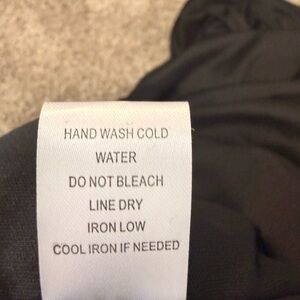 HAND WASH COLD
WATER
DO NOT BLEACH
LINE DRY
IRON LOW
COOL IRON IF NEEDED